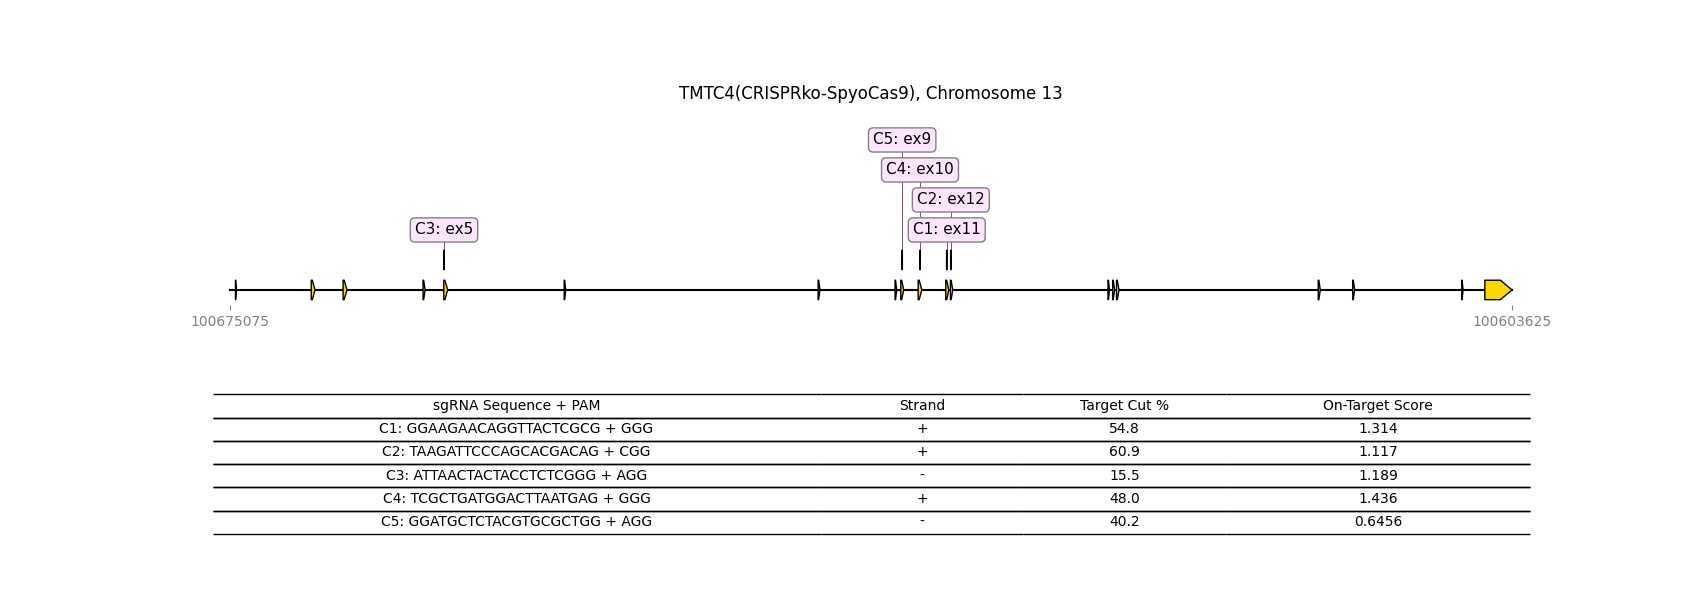 TMTC4(CRISPRko-SpyoCas9), Chromosome 13
C5: ex9
C4: ex10
C2: ex12
C3: ex5
C1: ex11
100675075
100603625
sgRNA Sequence + PAM Strand Target Cut % On-Target Score
C1: GGAAGAACAGGTTACTCGCG + GGG + 54.8 1.314
C2: TAAGATTCCCAGCACGACAG + CGG + 60.9 1.117
C3: ATTAACTACTACCTCTCGGG + AGG - 15.5 1.189
C4: TCGCTGATGGACTTAATGAG + GGG + 48.0 1.436
C5: GGATGCTCTACGTGCGCTGG + AGG - 40.2 0.6456